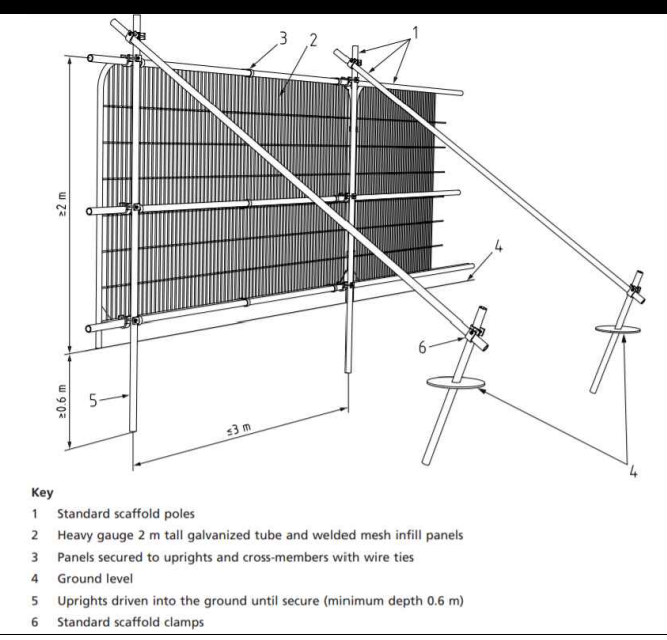 3
2
1
≥2 m
4
6
≥0.6 m
5
≤3 m
4
Key
1 Standard scaffold poles
2 Heavy gauge 2 m tall galvanized tube and welded mesh infill panels
3 Panels secured to uprights and cross-members with wire ties
4 Ground level
5 Uprights driven into the ground until secure (minimum depth 0.6 m)
6 Standard scaffold clamps